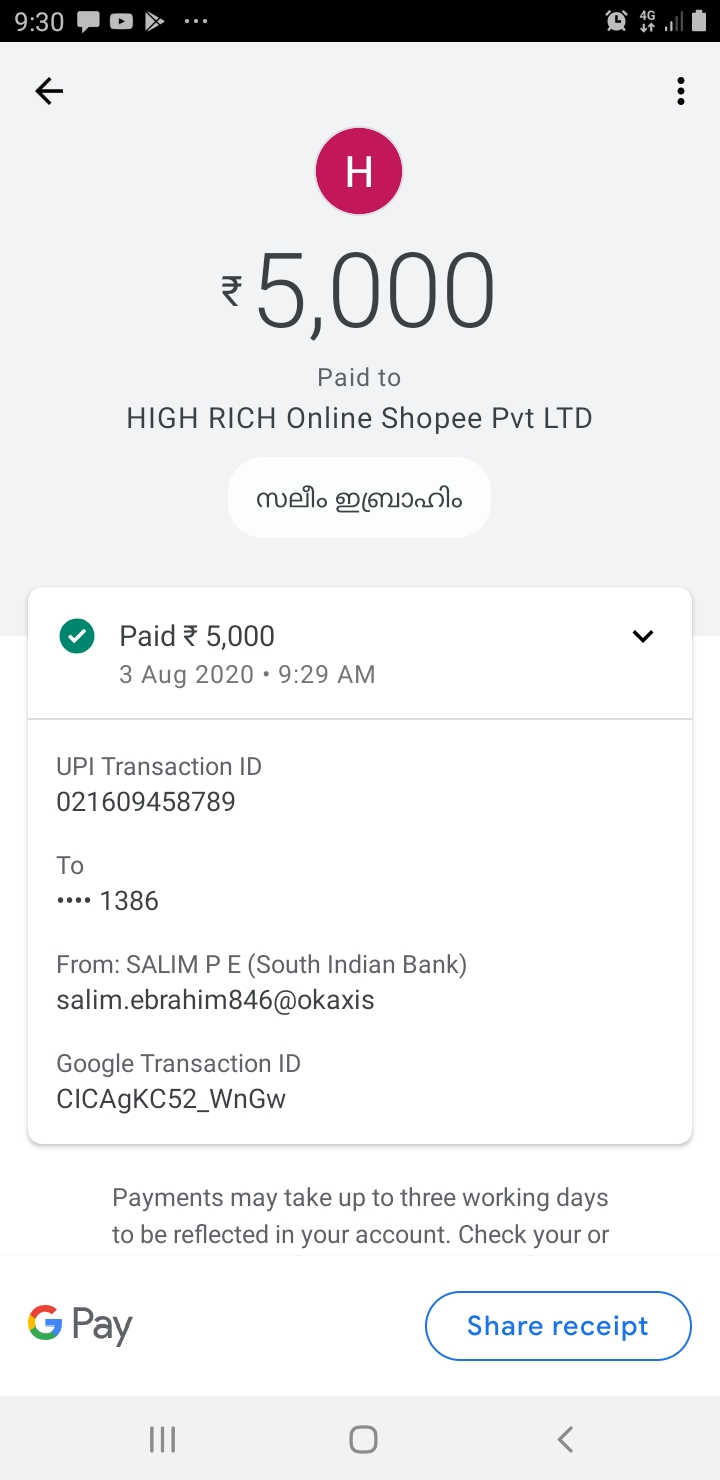 9:30
4G
H
₹5,000
Paid to
HIGH RICH Online Shopee Pvt LTD
സലീം ഇബ്രാഹിം
Paid ₹ 5,000
3 Aug 2020 • 9:29 AM
UPI Transaction ID
021609458789
To
•••• 1386
From: SALIM P E (South Indian Bank)
salim.ebrahim846@okaxis
Google Transaction ID
CICAgKC52_WnGw
Payments may take up to three working days
to be reflected in your account. Check your or
G Pay
Share receipt